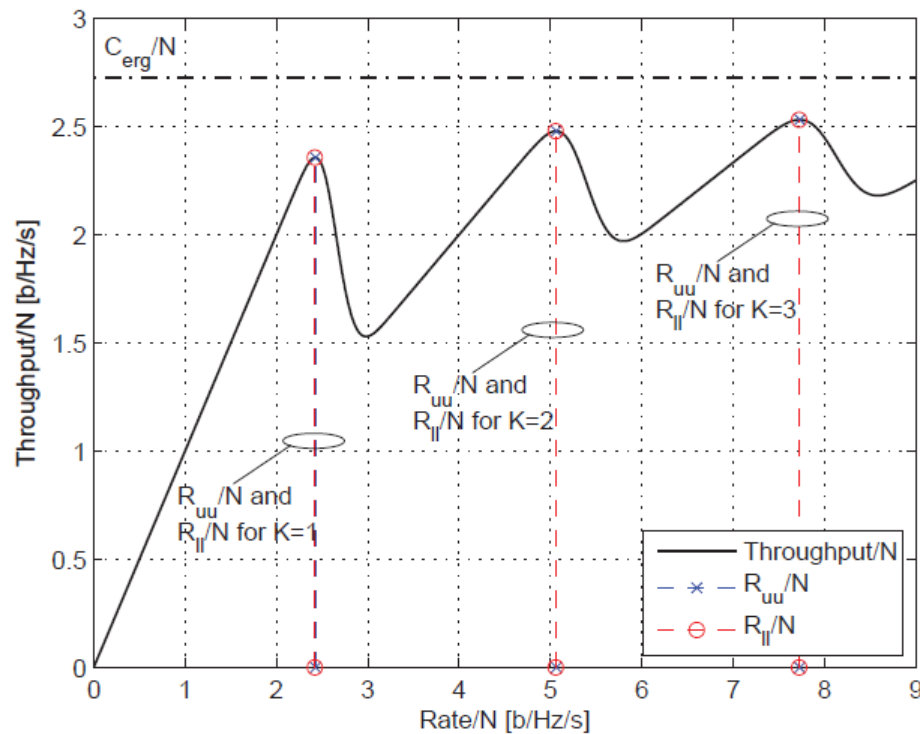 3
C_erg/N
2.5
2
1.5
1
0.5
0
Throughput/N [b/Hz/s]
R_uu/N and
R_ll/N for K=1
R_uu/N and
R_ll/N for K=2
R_uu/N and
R_ll/N for K=3
Throughput/N
R_uu/N
R_ll/N
0 1 2 3 4 5 6 7 8 9
Rate/N [b/Hz/s]